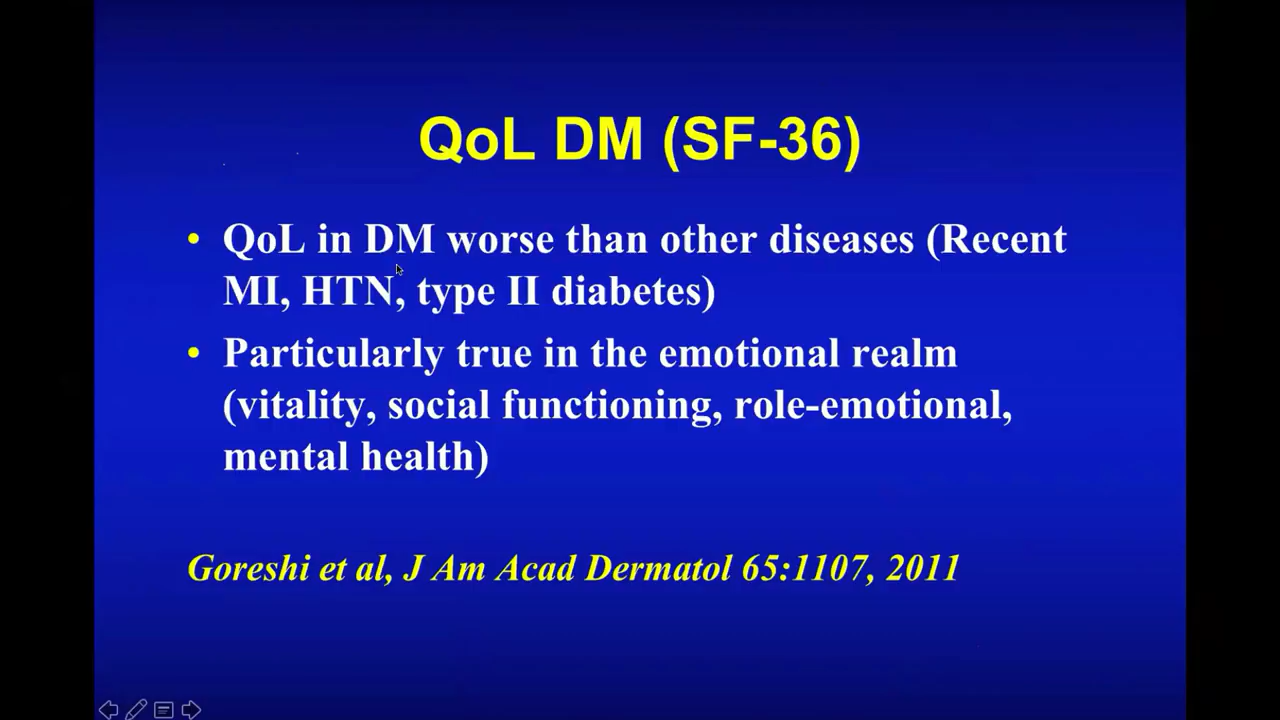 QoL DM (SF-36)
• QoL in DM worse than other diseases (Recent
MI, HTN, type II diabetes)
• Particularly true in the emotional realm
(vitality, social functioning, role-emotional,
mental health)
Goreshi et al, J Am Acad Dermatol 65:1107, 2011